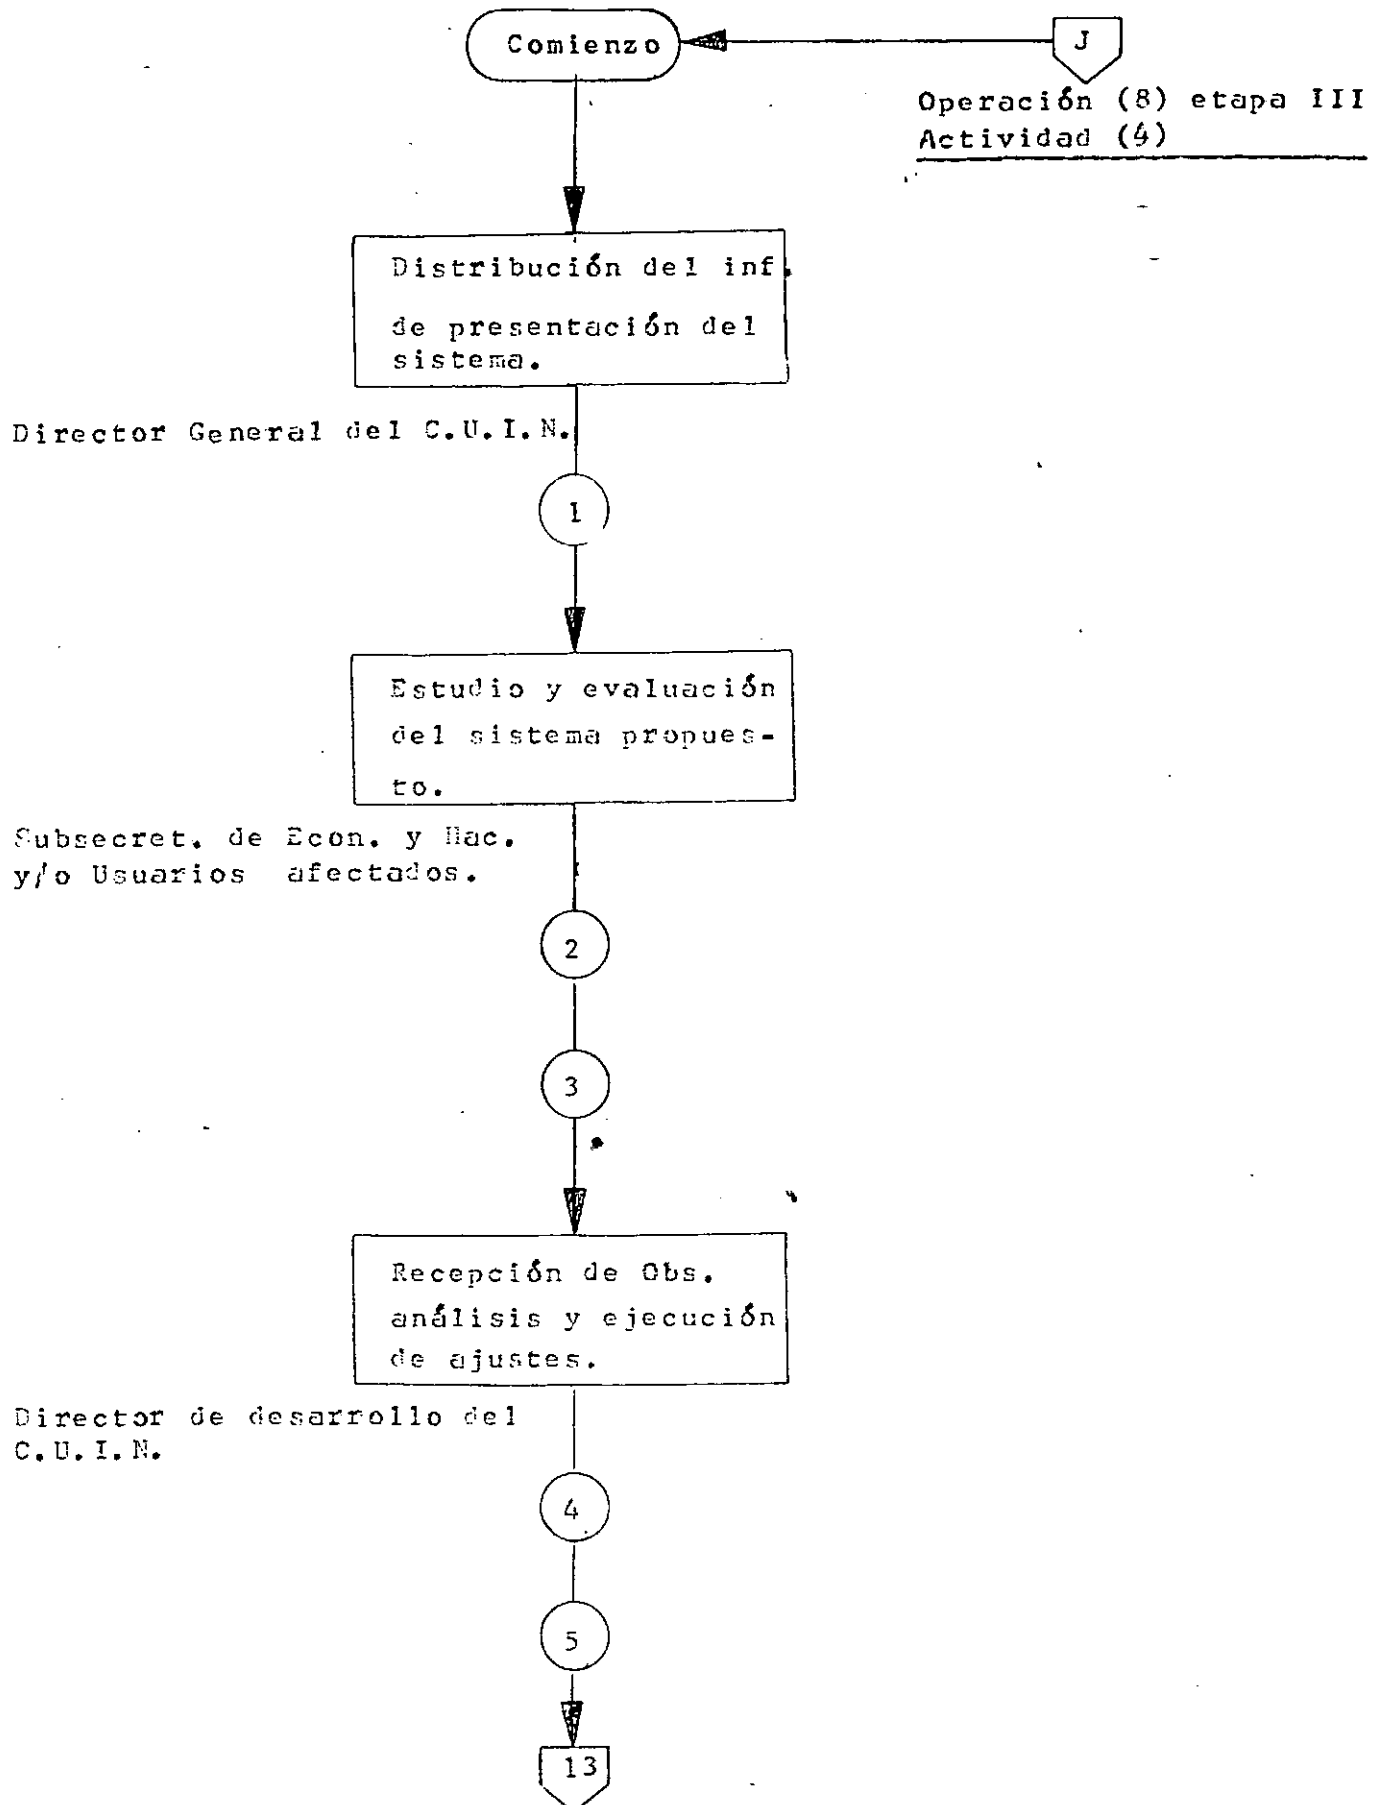 Comienzo
J
Operación (8) etapa III
Actividad (4)
Distribución del inf.
de presentación del
sistema.
Director General del C.U.I.N.
1
Estudio y evaluación
del sistema propues-
to.
Subsecret. de Econ. y Hac.
y/o Usuarios afectados.
2
3
Recepción de Obs.
análisis y ejecución
de ajustes.
Director de desarrollo del
C.U.I.N.
4
5
13